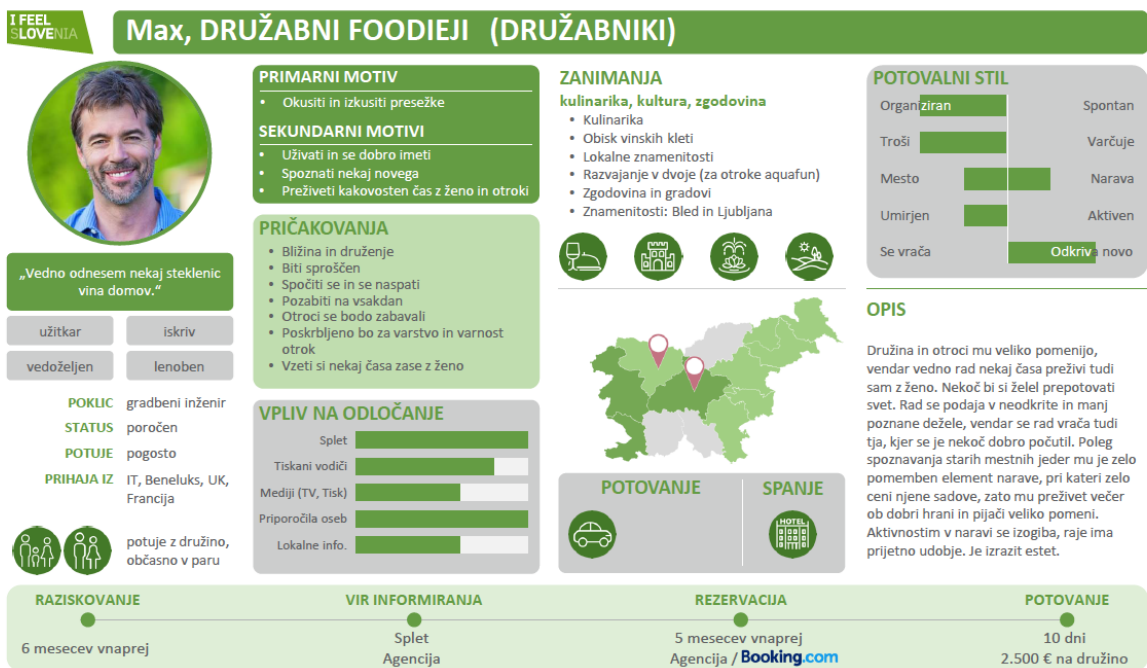 I FEEL
SLOVENIA
Max, DRUŽABNI FOODIEJI (DRUŽABNIKI)
„Vedno odnesem nekaj steklenic
vina domov.“
užitkar
iskriv
vedoželjen
lenoben
POKLIC gradbeni inženir
STATUS poročen
POTUJE pogosto
PRIHAJA IZ IT, Beneluks, UK,
Francija
potuje z družino,
občasno v paru
PRIMARNI MOTIV
• Okusiti in izkusiti presežke
SEKUNDARNI MOTIVI
• Uživati in se dobro imeti
• Spoznati nekaj novega
• Preživeti kakovosten čas z ženo in otroki
PRIČAKOVANJA
• Bližina in druženje
• Biti sproščen
• Spočiti se in se naspati
• Pozabiti na vsakdan
• Otroci se bodo zabavali
• Poskrbljeno bo za varstvo in varnost
otrok
• Vzeti si nekaj časa zase z ženo
VPLIV NA ODLOČANJE
Splet
Tiskani vodiči
Mediji (TV, Tisk)
Priporočila oseb
Lokalne info.
ZANIMANJA
kulinarika, kultura, zgodovina
• Kulinarika
• Obisk vinskih kleti
• Lokalne znamenitosti
• Razvajanje v dvoje (za otroke aquafun)
• Zgodovina in gradovi
• Znamenitosti: Bled in Ljubljana
POTOVANJE
SPANJE
HOTEL
POTOVALNI STIL
Organiziran Spontan
Troši Varčuje
Mesto Narava
Umirjen Aktiven
Se vrača Odkriva novo
OPIS
Družina in otroci mu veliko pomenijo,
vendar vedno rad nekaj časa preživi tudi
sam z ženo. Nekoč bi si želel prepotovati
svet. Rad se podaja v neodkrite in manj
poznane dežele, vendar se rad vrača tudi
tja, kjer se je nekoč dobro počutil. Poleg
spoznavanja starih mestnih jeder mu je zelo
pomemben element narave, pri kateri zelo
ceni njene sadove, zato mu preživet večer
ob dobri hrani in pijači veliko pomeni.
Aktivnostim v naravi se izogiba, raje ima
prijetno udobje. Je izrazit estet.
RAZISKOVANJE
6 mesecev vnaprej
VIR INFORMIRANJA
Splet
Agencija
REZERVACIJA
5 mesecev vnaprej
Agencija / Booking.com
POTOVANJE
10 dni
2.500 € na družino